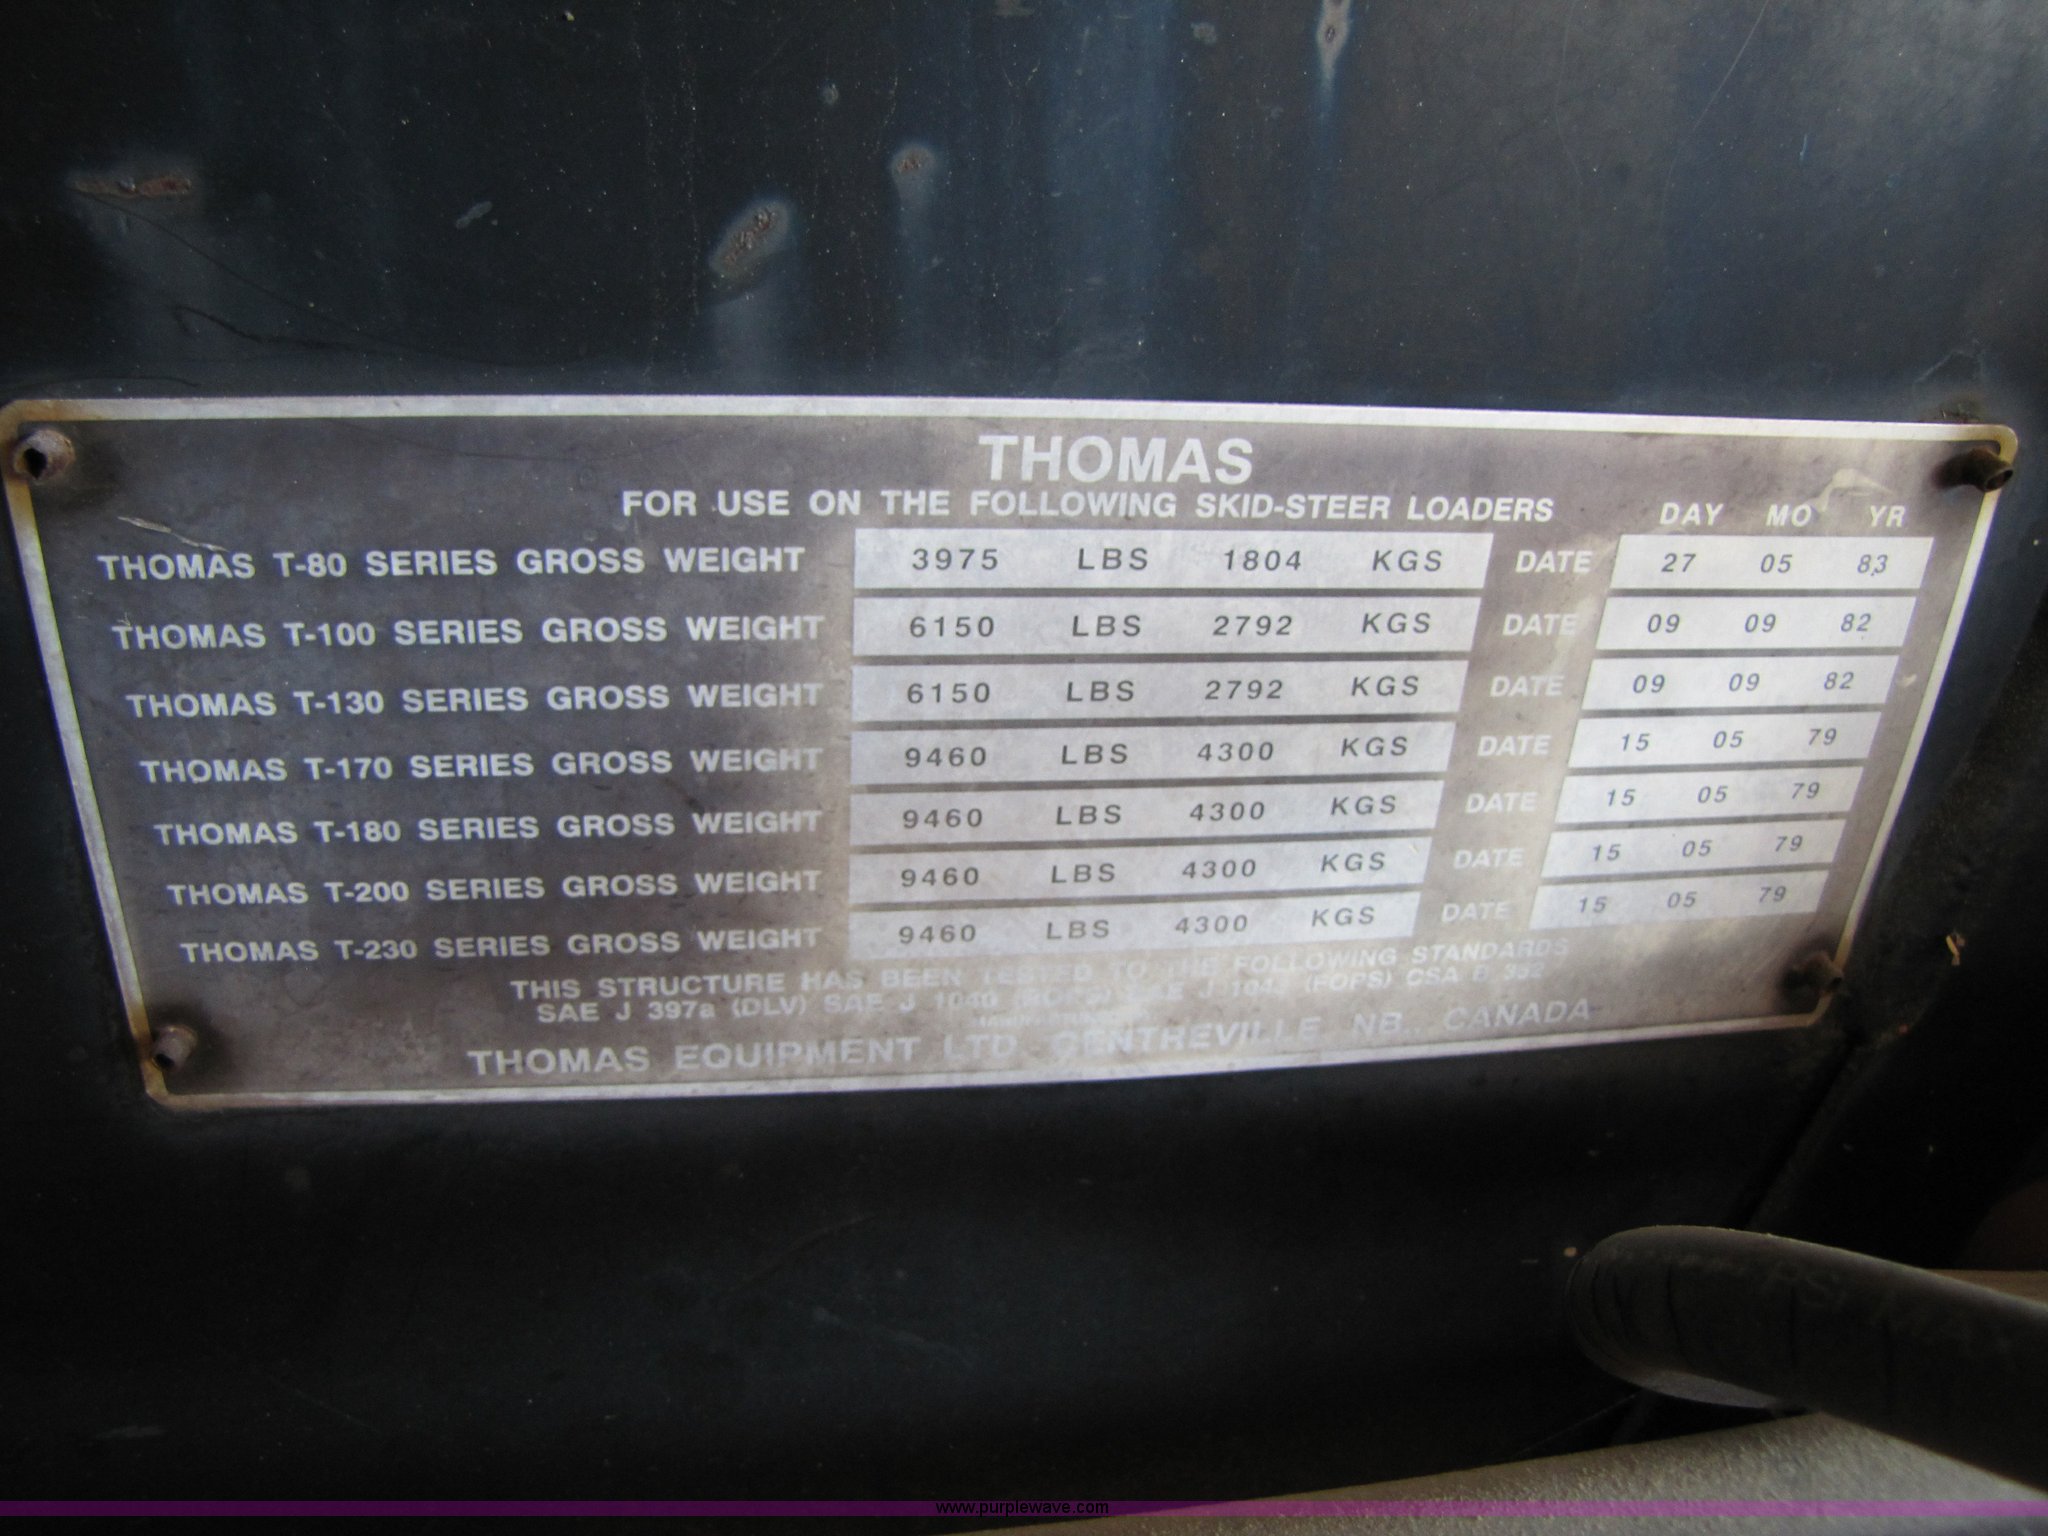 THOMAS
FOR USE ON THE FOLLOWING SKID-STEER LOADERS
DAY MO YR
THOMAS T-80 SERIES GROSS WEIGHT 3975 LBS 1804 KGS DATE 27 05 83
THOMAS T-100 SERIES GROSS WEIGHT 6150 LBS 2792 KGS DATE 09 09 82
THOMAS T-130 SERIES GROSS WEIGHT 6150 LBS 2792 KGS DATE 09 09 82
THOMAS T-170 SERIES GROSS WEIGHT 9460 LBS 4300 KGS DATE 15 05 79
THOMAS T-180 SERIES GROSS WEIGHT 9460 LBS 4300 KGS DATE 15 05 79
THOMAS T-200 SERIES GROSS WEIGHT 9460 LBS 4300 KGS DATE 15 05 79
THOMAS T-230 SERIES GROSS WEIGHT 9460 LBS 4300 KGS DATE 15 05 79
THIS STRUCTURE HAS BEEN TESTED TO THE FOLLOWING STANDARDS
SAE J 397a (DLV) SAE J 1040 (ROPS) SAE J (FOPS) CSA B 352
THOMAS EQUIPMENT LTD. CENTREVILLE NB., CANADA
www.purplewave.com